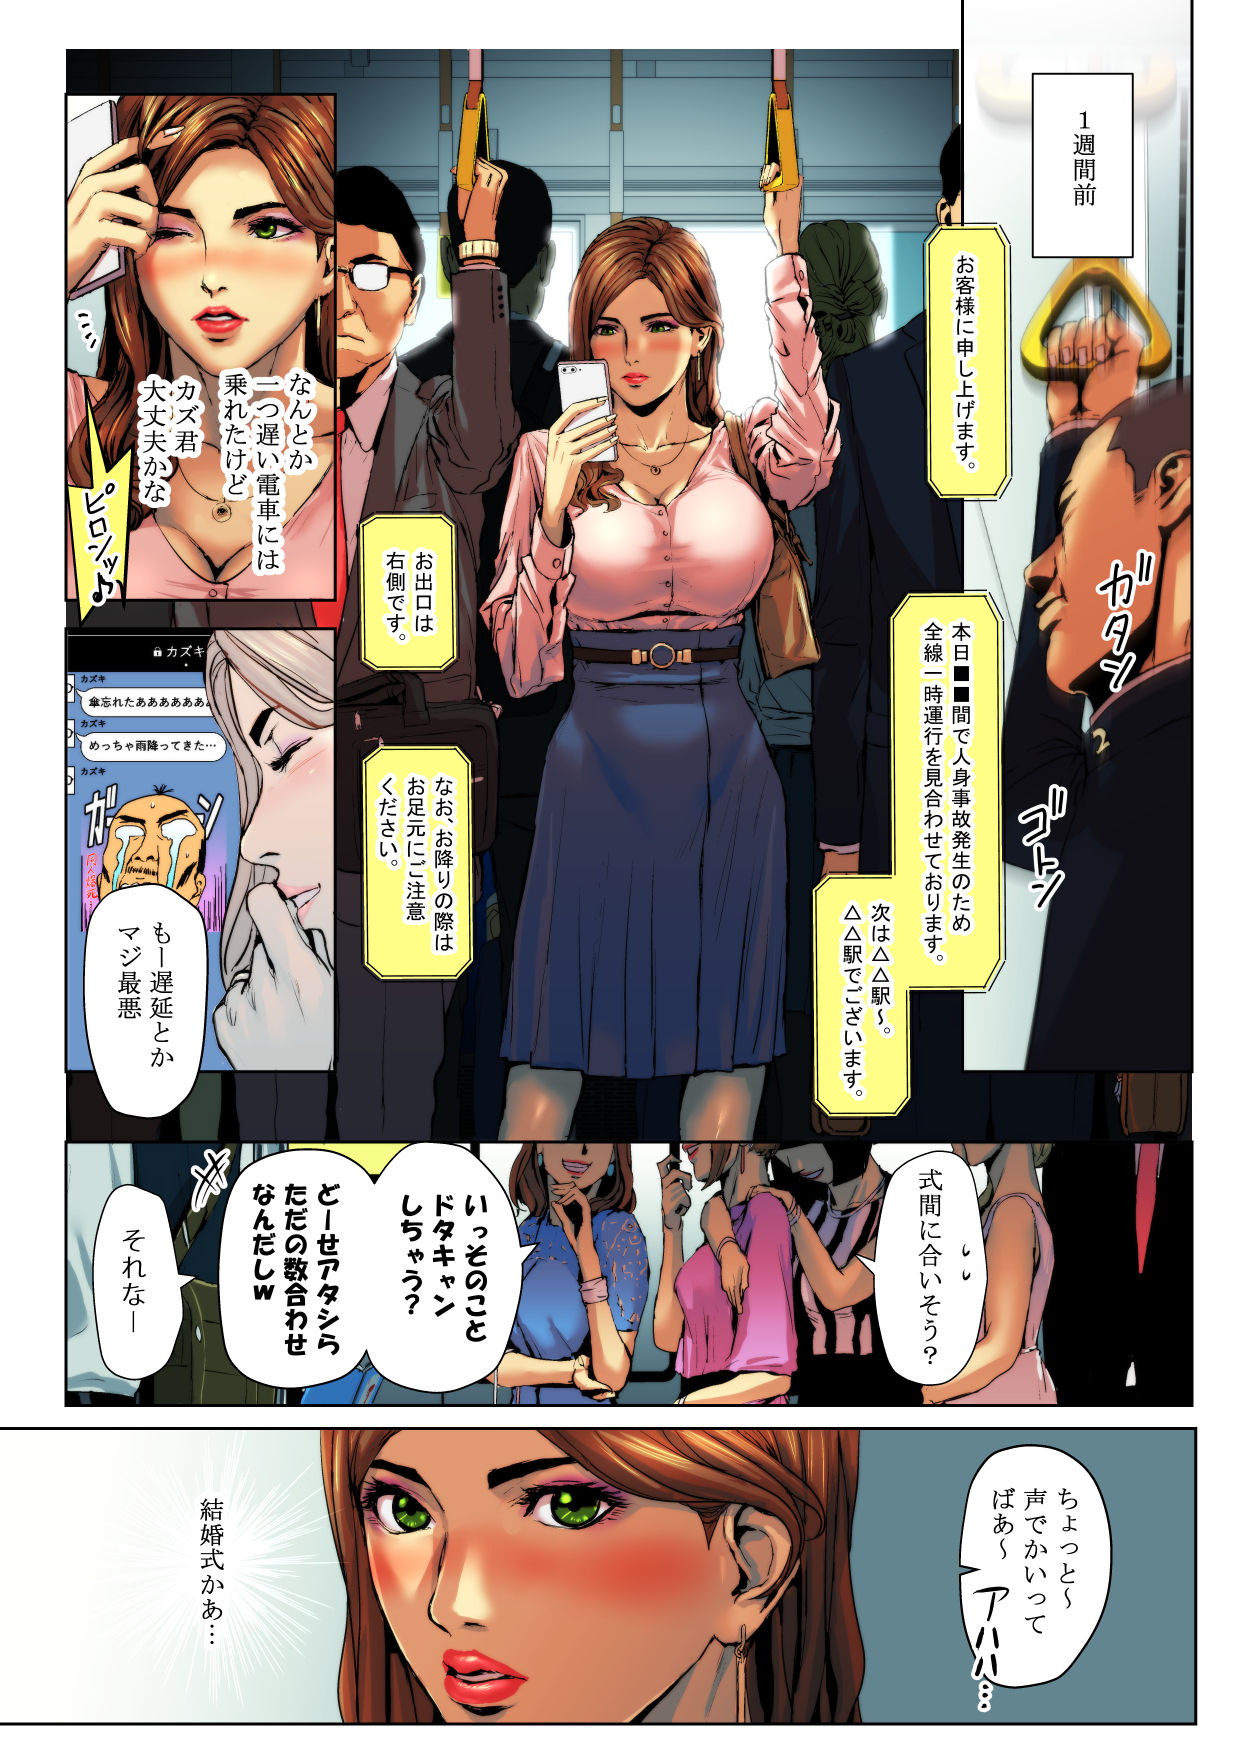 1週間前
お客様に申し上げます。
ガタン
本日■■間で人身事故発生のため
全線一時運行を見合わせております。
ゴトン
次は△△駅～。
△△駅でございます。
お出口は
右側です。
なお、お降りの際は
お足元にご注意
ください。
なんとか
一つ遅い電車には
乗れたけど
カズ君
大丈夫かな
ピロンッ♪
カズキ
カズキ
傘忘れたああああああ
カズキ
めっちゃ雨降ってきた…
カズキ
ガーーン
もー遅延とか
マジ最悪
式間に合いそう？
いっそのこと
ドタキャン
しちゃう？
どーせアタシら
ただの数合わせ
なんだしw
それなー
ちょっと～
声でかいって
ばあ～
アハハ…
結婚式かぁ…